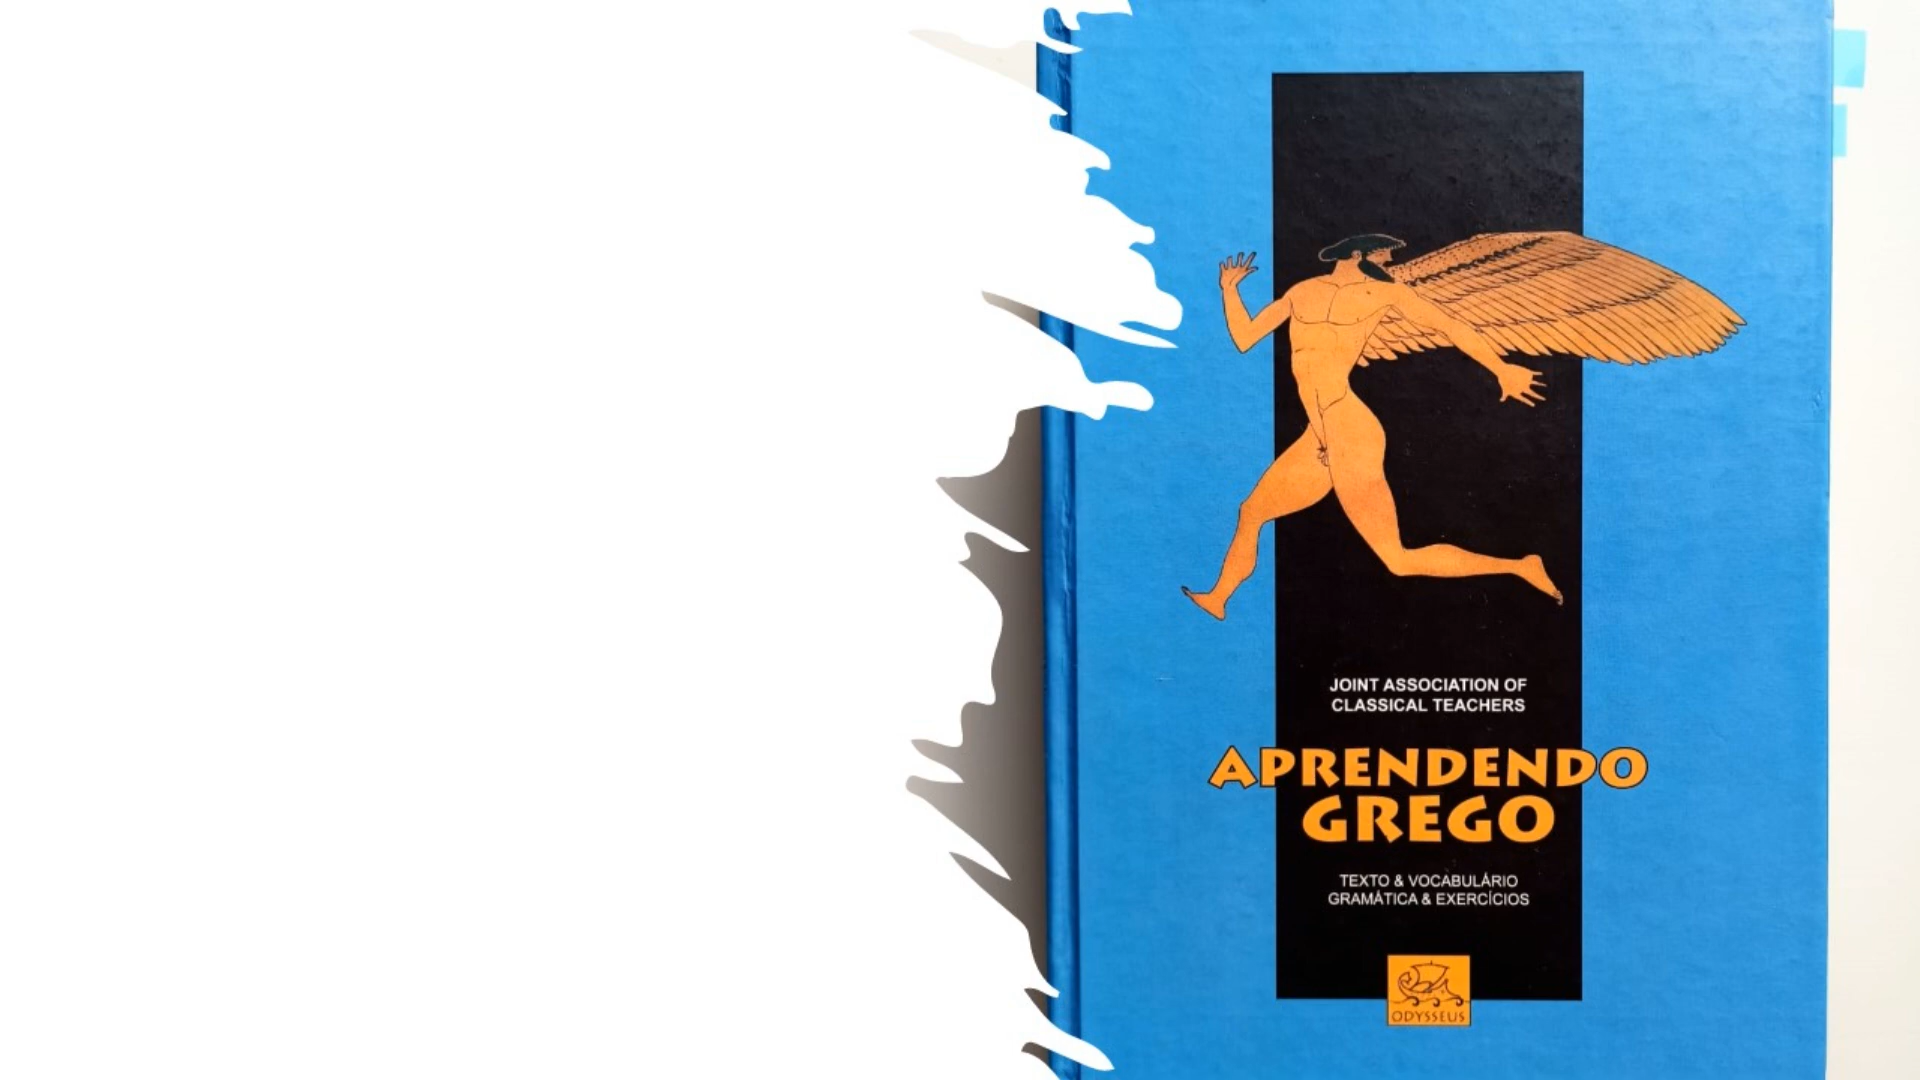 JOINT ASSOCIATION OF
CLASSICAL TEACHERS
APRENDENDO
GREGO
TEXTO & VOCABULÁRIO
GRAMÁTICA & EXERCÍCIOS
ODYSSEUS